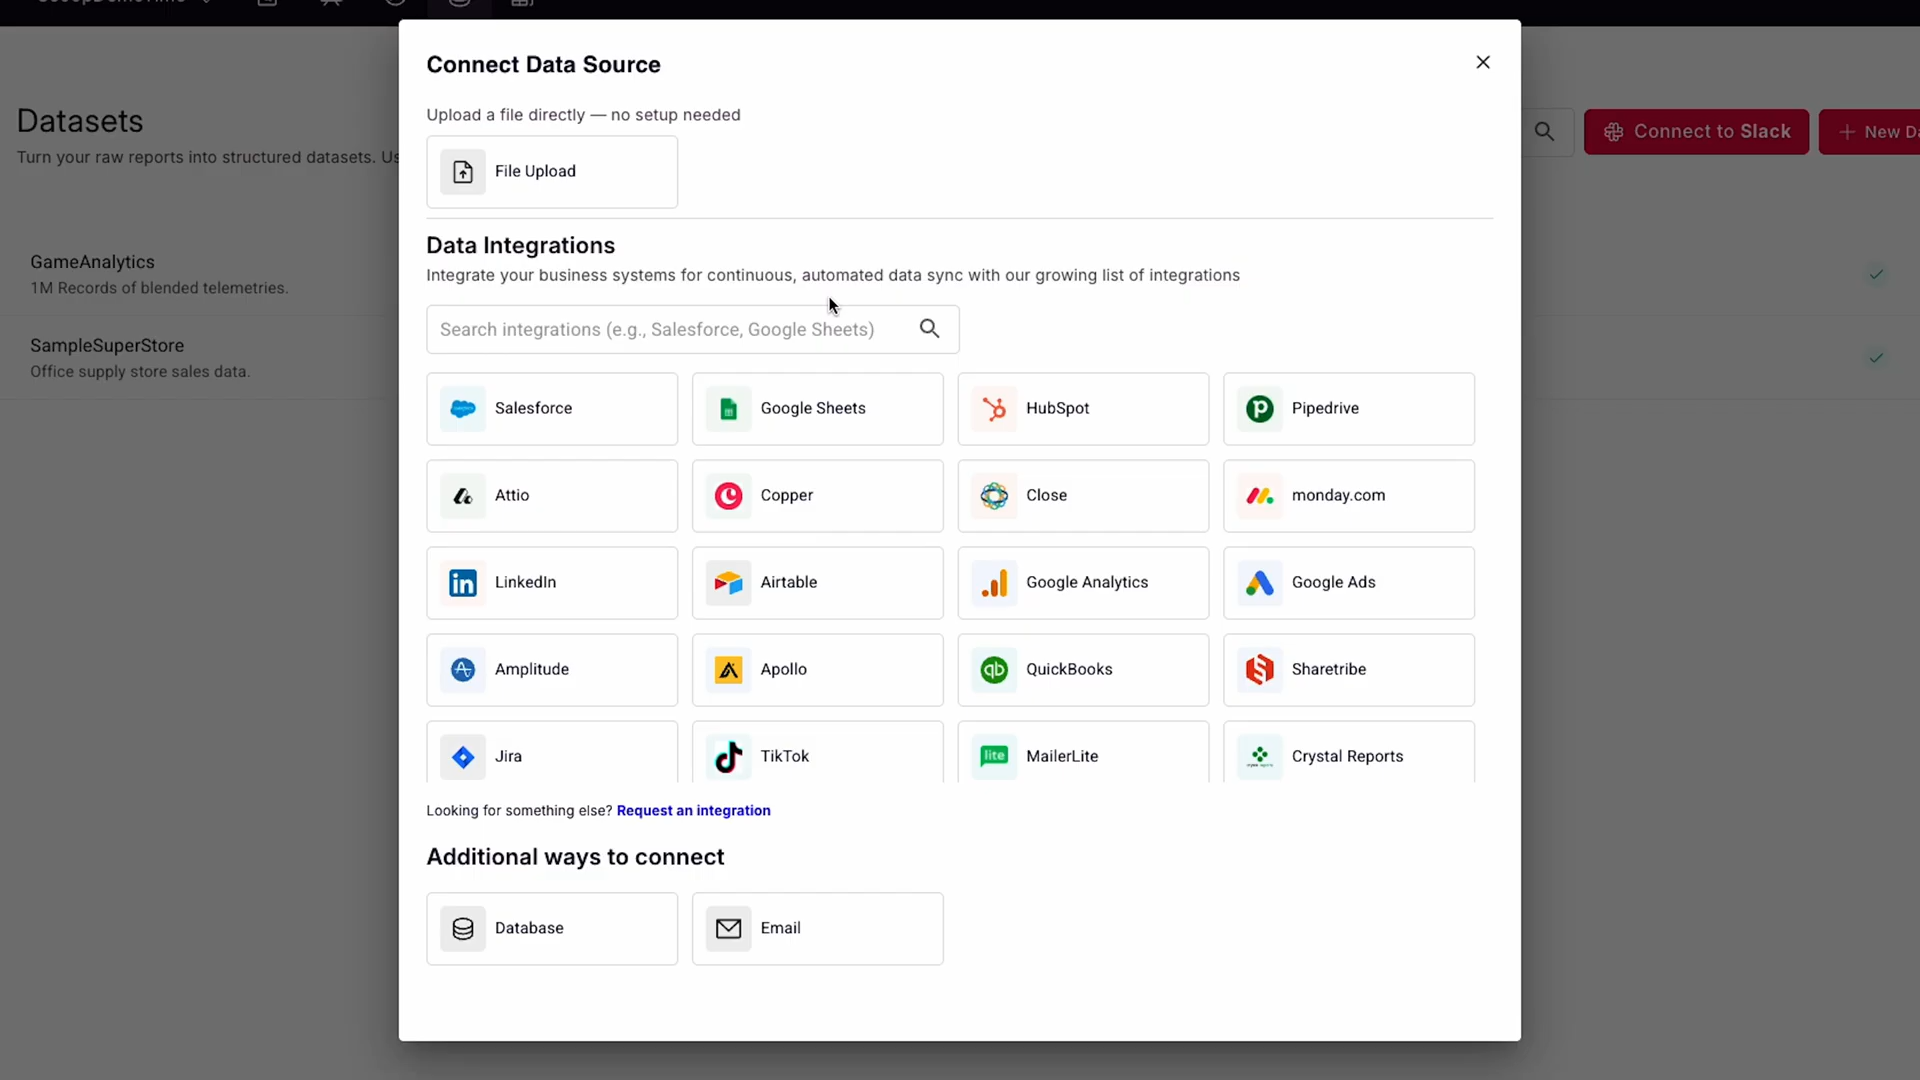 Connect Data Source
Upload a file directly — no setup needed
File Upload
Datasets
Turn your raw reports into structured datasets.
Connect to Slack
New
GameAnalytics
1M Records of blended telemetries.
SampleSuperStore
Office supply store sales data.
Data Integrations
Integrate your business systems for continuous, automated data sync with our growing list of integrations
Search integrations (e.g., Salesforce, Google Sheets)
Salesforce
Google Sheets
HubSpot
Pipedrive
Attio
Copper
Close
monday.com
LinkedIn
Airtable
Google Analytics
Google Ads
Amplitude
Apollo
QuickBooks
Sharetribe
Jira
TikTok
lite
MailerLite
Crystal Reports
Looking for something else? Request an integration
Additional ways to connect
Database
Email